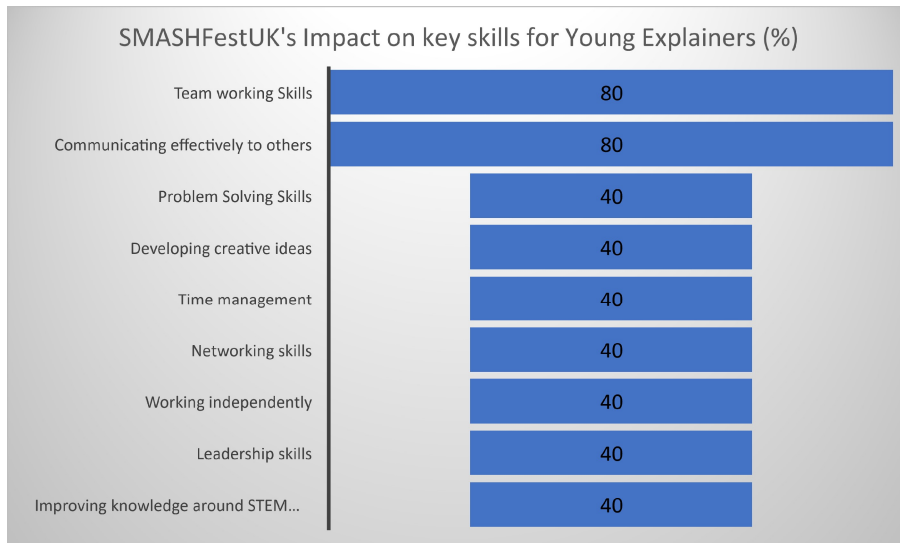 SMASHFestUK's Impact on key skills for Young Explainers (%)
Team working Skills 80
Communicating effectively to others 80
Problem Solving Skills 40
Developing creative ideas 40
Time management 40
Networking skills 40
Working independently 40
Leadership skills 40
Improving knowledge around STEM... 40